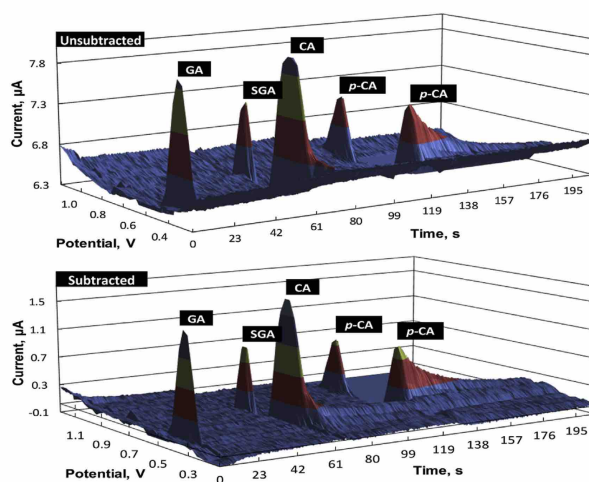 Unsubtracted
CA
GA
SGA
p-CA
p-CA
7.8
7.3
6.8
6.3
Current, µA
1.0
0.8
0.6
0.4
Potential, V
0
23
42
61
80
99
119
138
157
176
195
Time, s
Subtracted
CA
GA
SGA
p-CA
p-CA
1.5
1.1
0.7
0.3
-0.1
Current, µA
1.1
0.9
0.7
0.5
0.3
Potential, V
0
23
42
61
80
99
119
138
157
176
195
Time, s